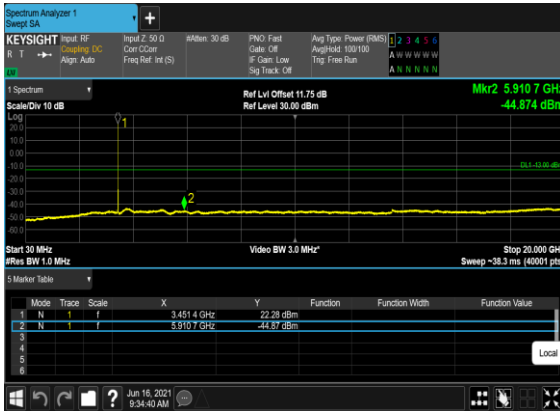 Spectrum Analyzer 1
Swept SA
+
KEYSIGHT
R T
Input: RF
Coupling: DC
Align: Auto
Input Z: 50 Ω
Corr CCorr
Freq Ref: Int (S)
#Atten: 30 dB
PNO: Fast
Gate: Off
IF Gain: Low
Sig Track: Off
Avg Type: Power (RMS)
Avg|Hold: 100/100
Trig: Free Run
1 2 3 4 5 6
A W W W W W
A N N N N N
1 Spectrum
Scale/Div 10 dB
Ref Lvl Offset 11.75 dB
Ref Level 30.00 dBm
Mkr2 5.910 7 GHz
-44.874 dBm
Log
20.0
10.0
0.00
-10.0
-20.0
-30.0
-40.0
-50.0
-60.0
1
2
DL1 -13.00 dBm
Start 30 MHz
#Res BW 1.0 MHz
Video BW 3.0 MHz*
Stop 20.000 GHz
Sweep ~38.3 ms (40001 pts)
5 Marker Table
Mode Trace Scale X Y Function Function Width Function Value
1 N 1 f 3.451 4 GHz 22.28 dBm
2 N 1 f 5.910 7 GHz -44.87 dBm
3
4
5
6
Local
?
Jun 16, 2021
9:34:40 AM